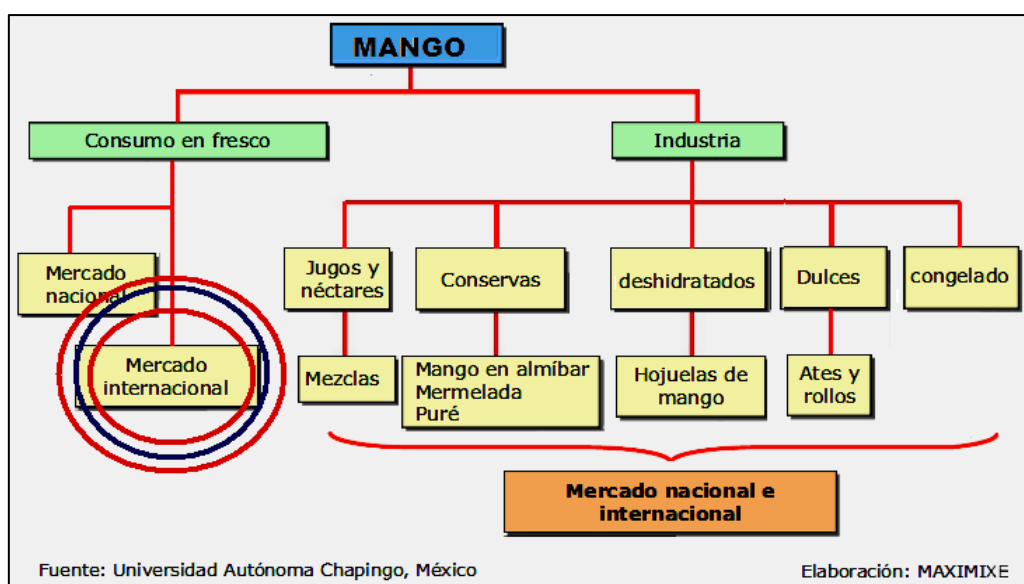 MANGO
Consumo en fresco
Industria
Mercado
nacional
Mercado
internacional
Jugos y
néctares
Conservas
deshidratados
Dulces
congelado
Mezclas
Mango en almíbar
Mermelada
Puré
Hojuelas de
mango
Ates y
rollos
Mercado nacional e
internacional
Fuente: Universidad Autónoma Chapingo, México
Elaboración: MAXIMIXE